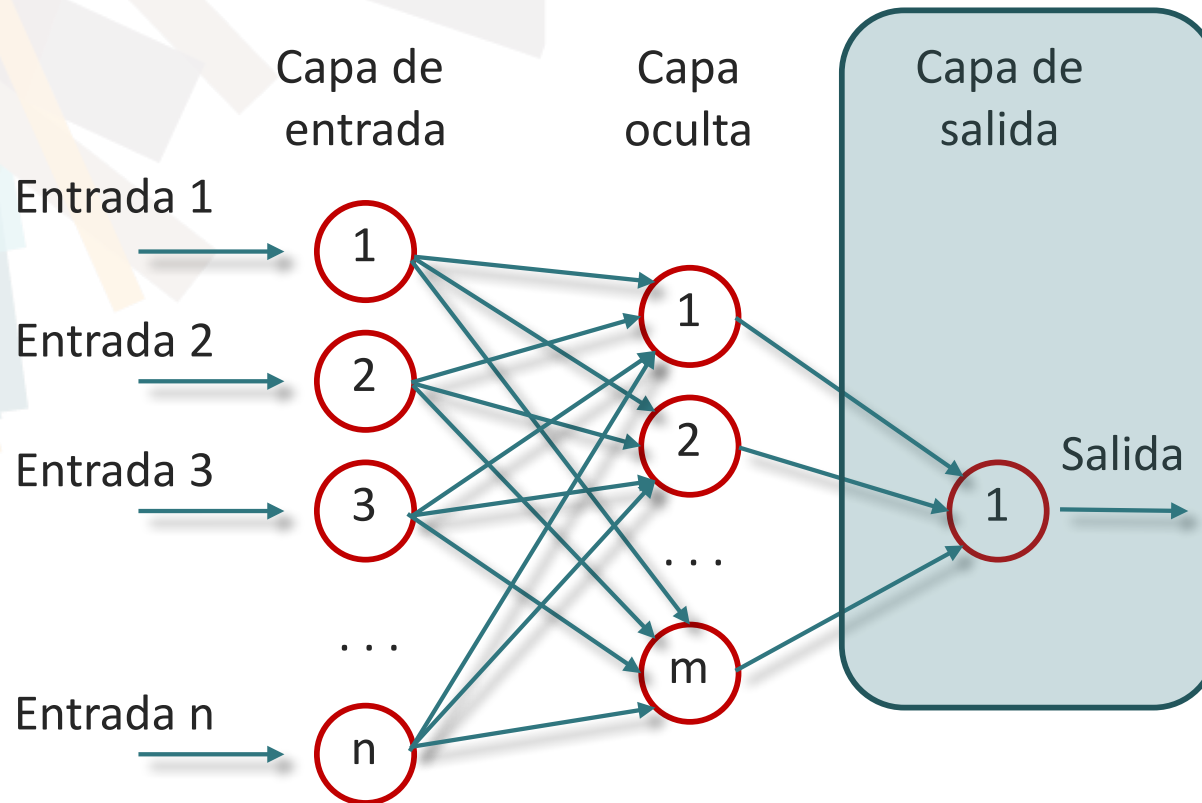 Capa de
entrada
Capa
oculta
Capa de
salida
Entrada 1
1
Entrada 2
2
Entrada 3
3
. . .
Entrada n
n
1
2
. . .
m
1
Salida